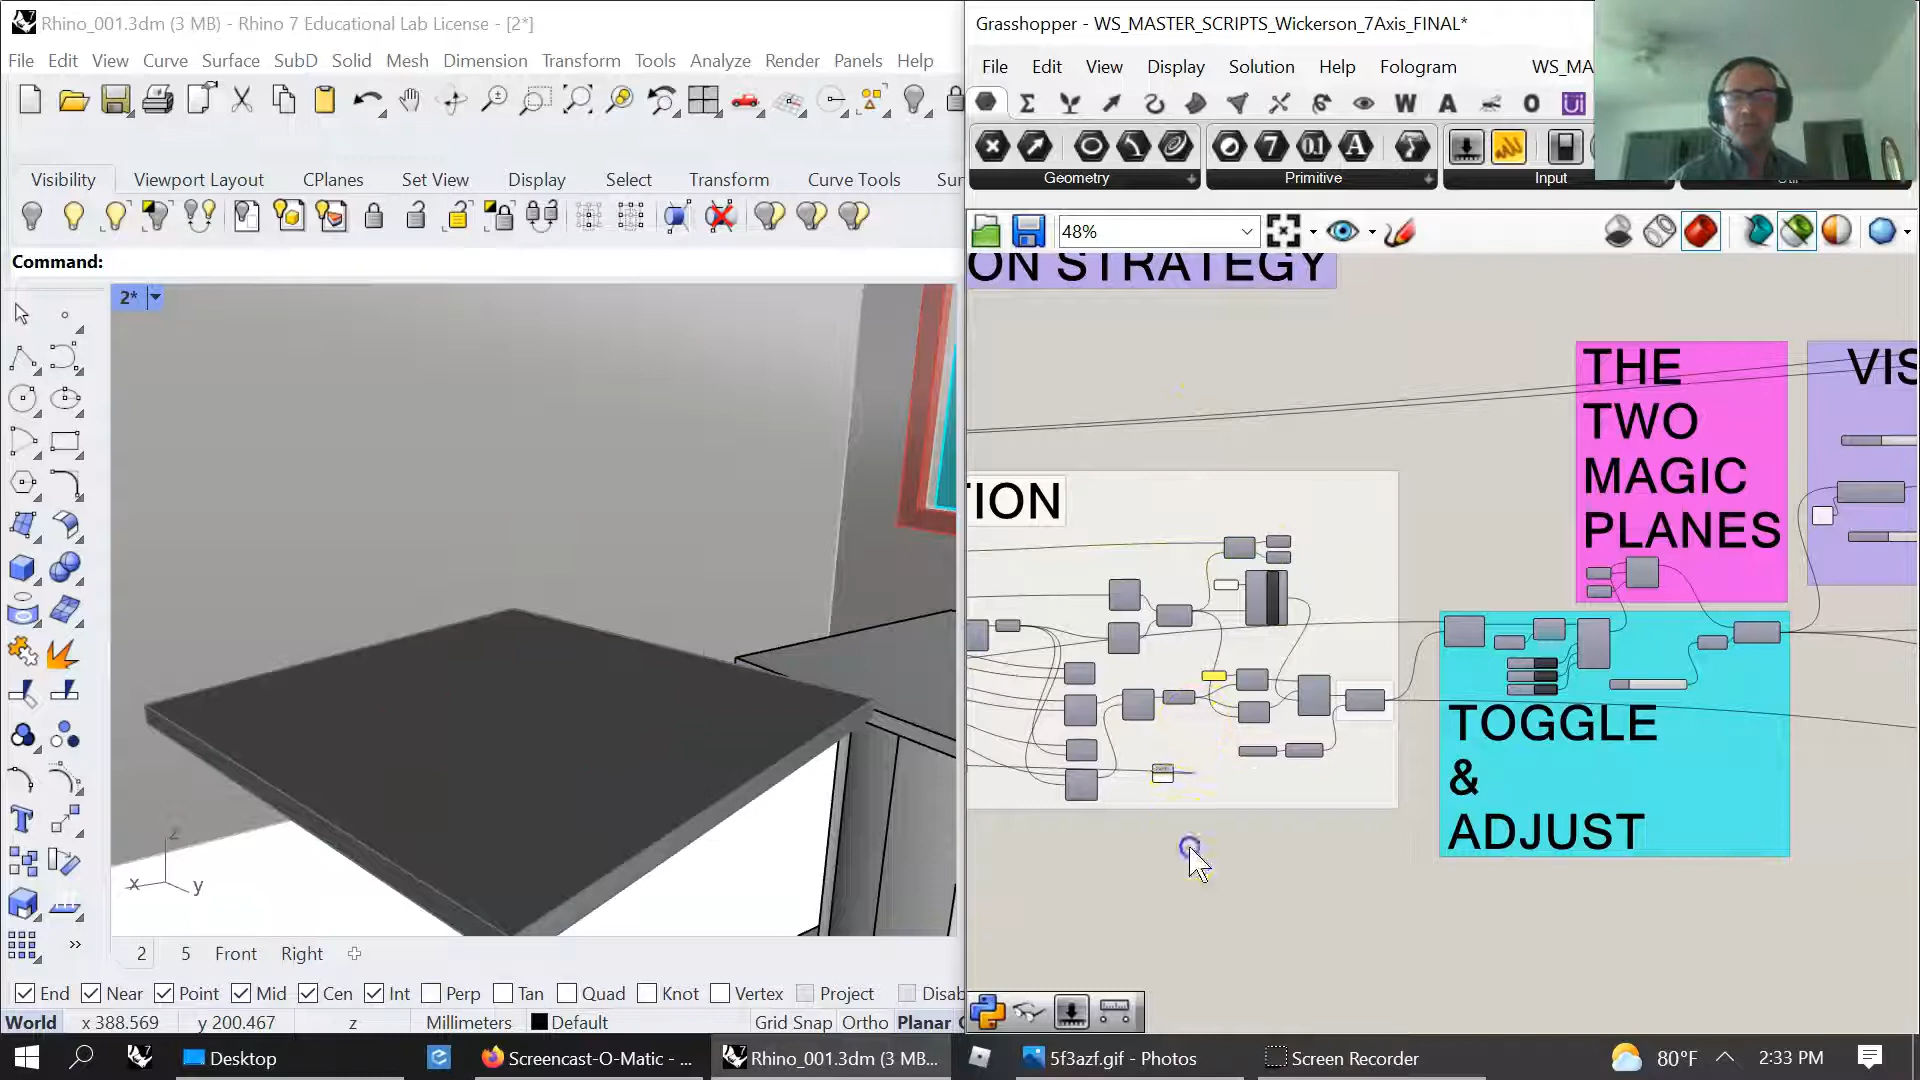 Rhino_001.3dm (3 MB) - Rhino 7 Educational Lab License - [2*]
Grasshopper - WS_MASTER_SCRIPTS_Wickerson_7Axis_FINAL*
File Edit View Curve Surface SubD Solid Mesh Dimension Transform Tools Analyze Render Panels Help
File Edit View Display Solution Help Fologram WS_MA
Visibility Viewport Layout CPlanes Set View Display Select Transform Curve Tools Sur
Geometry Primitive Input
48%
Command:
2*
ON STRATEGY
THE
TWO
MAGIC
PLANES
VIS
TION
TOGGLE
&
ADJUST
z
x
y
2 5 Front Right
End Near Point Mid Cen Int Perp Tan Quad Knot Vertex Project Disab
World x 388.569 y 200.467 z Millimeters Default Grid Snap Ortho Planar
Desktop Screencast-O-Matic - ... Rhino_001.3dm (3 MB... 5f3azf.gif - Photos Screen Recorder 80°F 2:33 PM